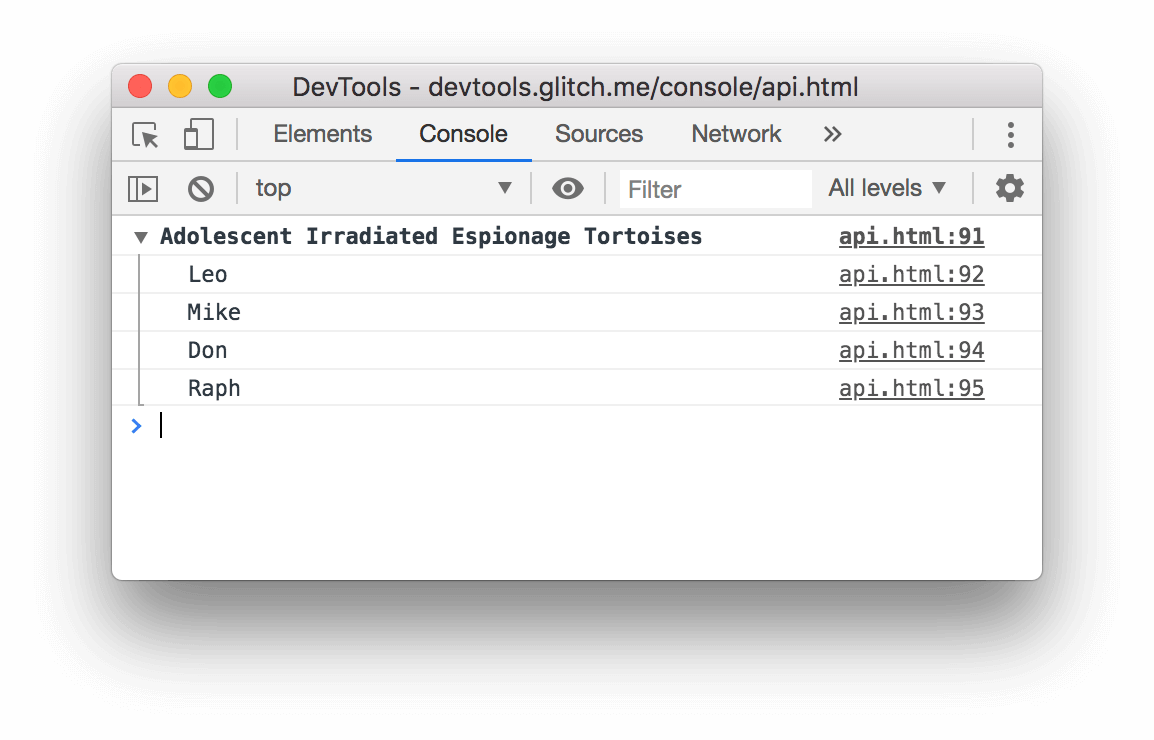 DevTools - devtools.glitch.me/console/api.html
Elements Console Sources Network »
top ▼ Filter All levels ▼
▼ Adolescent Irradiated Espionage Tortoises api.html:91
Leo api.html:92
Mike api.html:93
Don api.html:94
Raph api.html:95
>